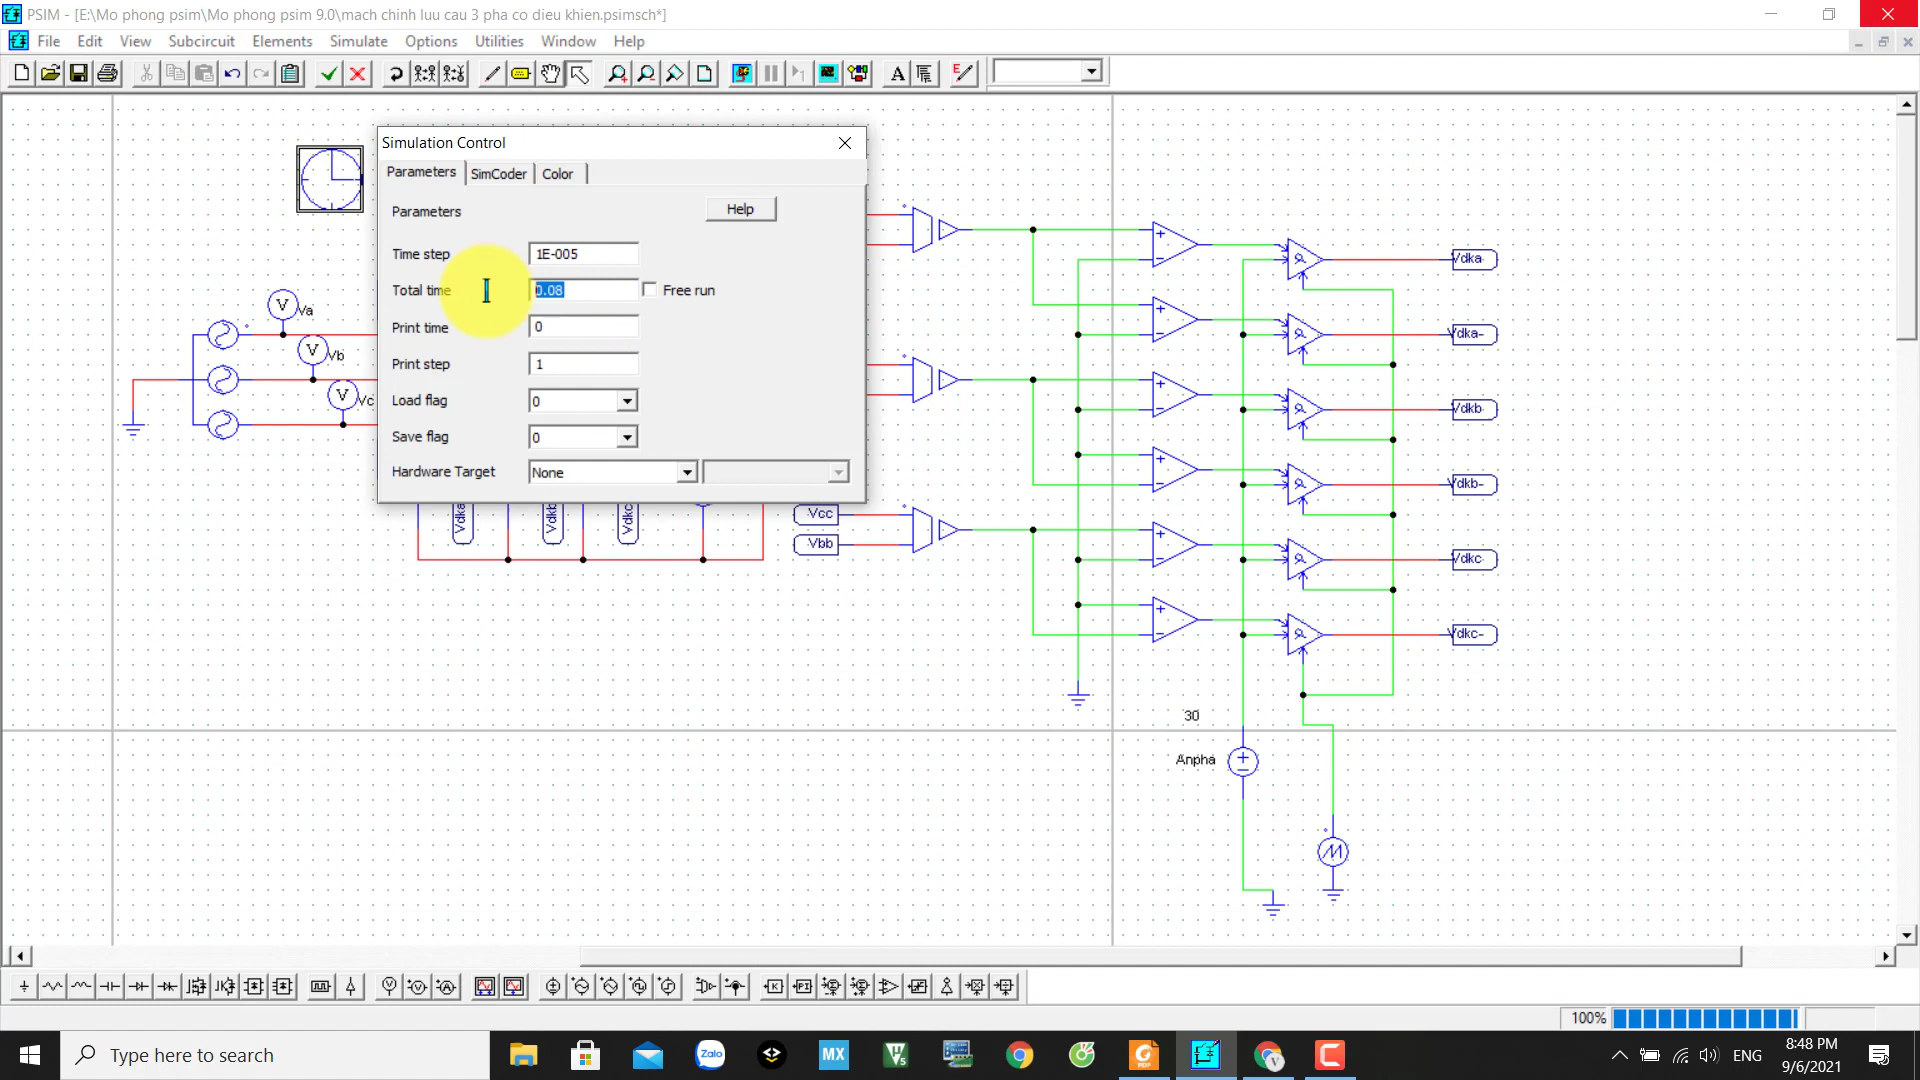 PSIM - [E:\Mo phong psim\Mo phong psim 9.0\mach chinh luu cau 3 pha co dieu khien.psimsch*]
File Edit View Subcircuit Elements Simulate Options Utilities Window Help
Simulation Control
Parameters SimCoder Color
Parameters
Help
Time step 1E-005
Total time 0.08 Free run
Print time 0
Print step 1
Load flag 0
Save flag 0
Hardware Target None
V Va
V Vb
V Vc
Vdka
Vdkb
Vdkc
Vcc
Vbb
Vdka
Vdka-
Vdkb
Vdkb-
Vdkc
Vdkc-
30
Anpha
100%
Type here to search
Zalo
MX
ENG
8:48 PM
9/6/2021